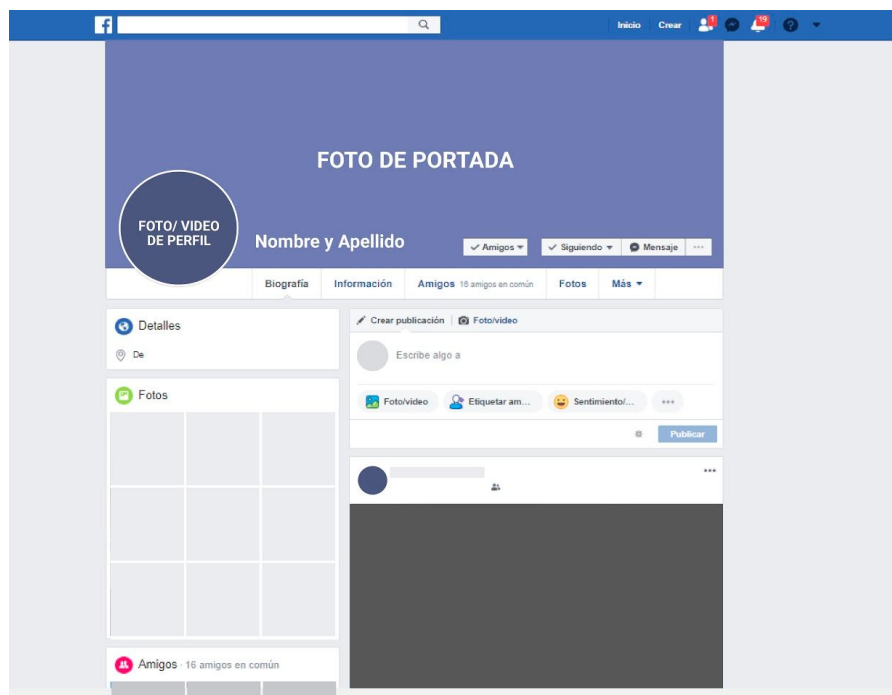 f
Inicio Crear 1 19 ?
FOTO DE PORTADA
FOTO/ VIDEO
DE PERFIL
Nombre y Apellido
Amigos Siguiendo Mensaje ...
Biografía Información Amigos 16 amigos en común Fotos Más
Detalles
De
Fotos
Amigos · 16 amigos en común
Crear publicación Foto/video
Escribe algo a
Foto/video Etiquetar am... Sentimiento/... ...
Publicar
...